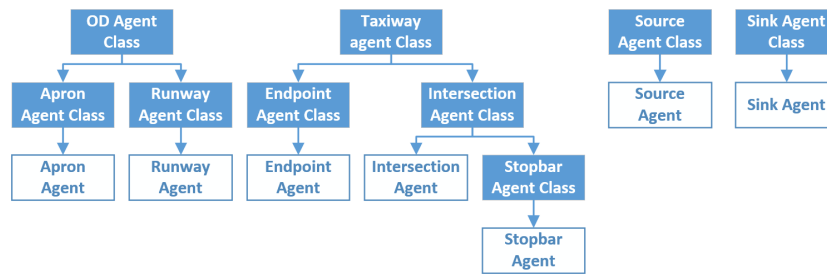 OD Agent
Class
Taxiway
agent Class
Source
Agent Class
Sink Agent
Class
Apron
Agent Class
Runway
Agent Class
Endpoint
Agent Class
Intersection
Agent Class
Source
Agent
Sink Agent
Apron
Agent
Runway
Agent
Endpoint
Agent
Intersection
Agent
Stopbar
Agent Class
Stopbar
Agent